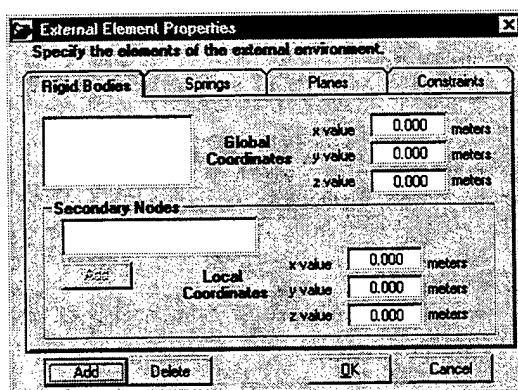 External Element Properties
Specify the elements of the external environment.
Rigid Bodies Springs Planes Constraints
Global Coordinates
x value 0.000 meters
y value 0.000 meters
z value 0.000 meters
Secondary Nodes
Add
Local Coordinates
x value 0.000 meters
y value 0.000 meters
z value 0.000 meters
Add Delete OK Cancel